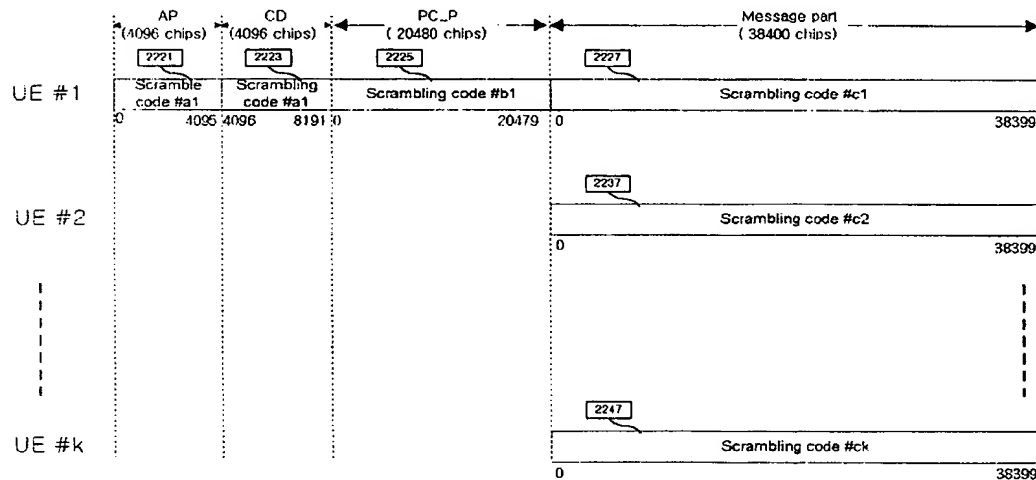 AP
CD
PC_P
Message part
(4096 chips)
(4096 chips)
( 20480 chips)
( 38400 chips)
2221
2223
2225
2227
UE #1
Scramble
code #a1
Scrambling
code #a1
Scrambling code #b1
Scrambling code #c1
0
4095
4096
8191
0
20479
0
38399
2237
UE #2
Scrambling code #c2
0
38399
2247
UE #k
Scrambling code #ck
0
38399